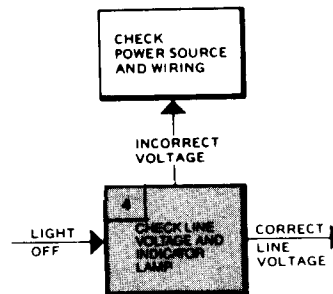 CHECK
POWER SOURCE
AND WIRING
INCORRECT
VOLTAGE
4
LIGHT
OFF
CHECK LINE
VOLTAGE AND
INDICATOR
LAMP
CORRECT
LINE
VOLTAGE